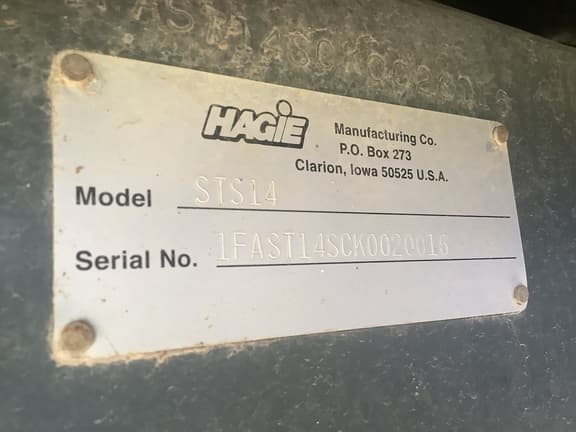 HAGIE
Manufacturing Co.
P.O. Box 273
Clarion, Iowa 50525 U.S.A.
Model STS14
Serial No. 1FAST14SCK0020016